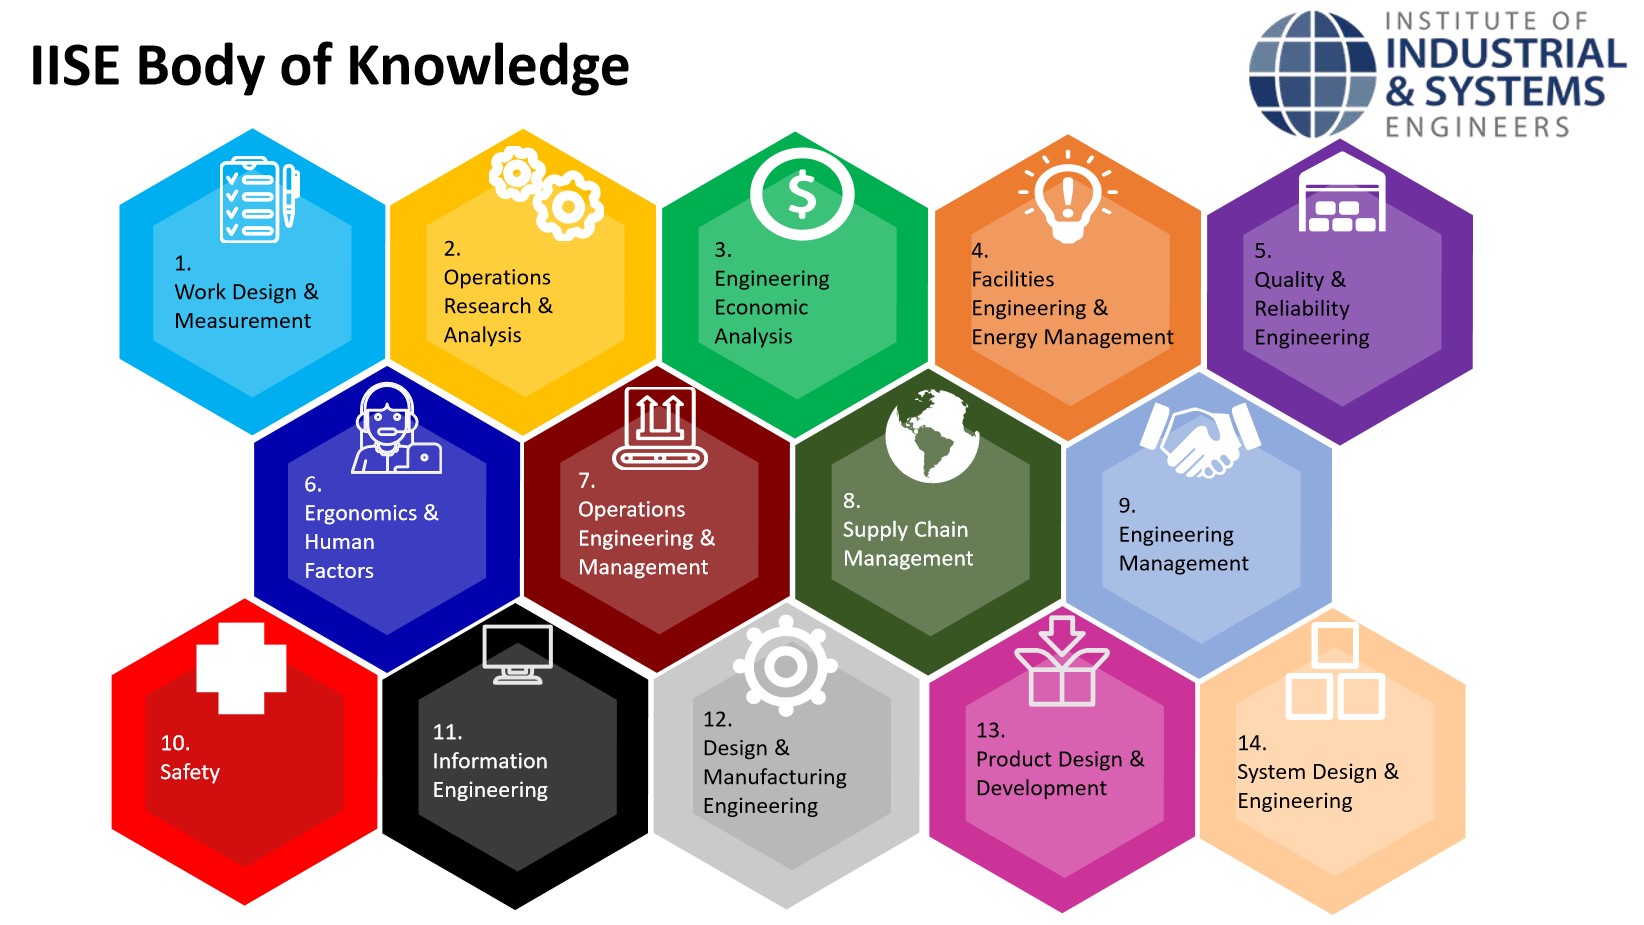 IISE Body of Knowledge
INSTITUTE OF
INDUSTRIAL
& SYSTEMS
ENGINEERS
1.
Work Design &
Measurement
2.
Operations
Research &
Analysis
$
3.
Engineering
Economic
Analysis
!
4.
Facilities
Engineering &
Energy Management
5.
Quality &
Reliability
Engineering
6.
Ergonomics &
Human
Factors
7.
Operations
Engineering &
Management
8.
Supply Chain
Management
9.
Engineering
Management
10.
Safety
11.
Information
Engineering
12.
Design &
Manufacturing
Engineering
13.
Product Design &
Development
14.
System Design &
Engineering